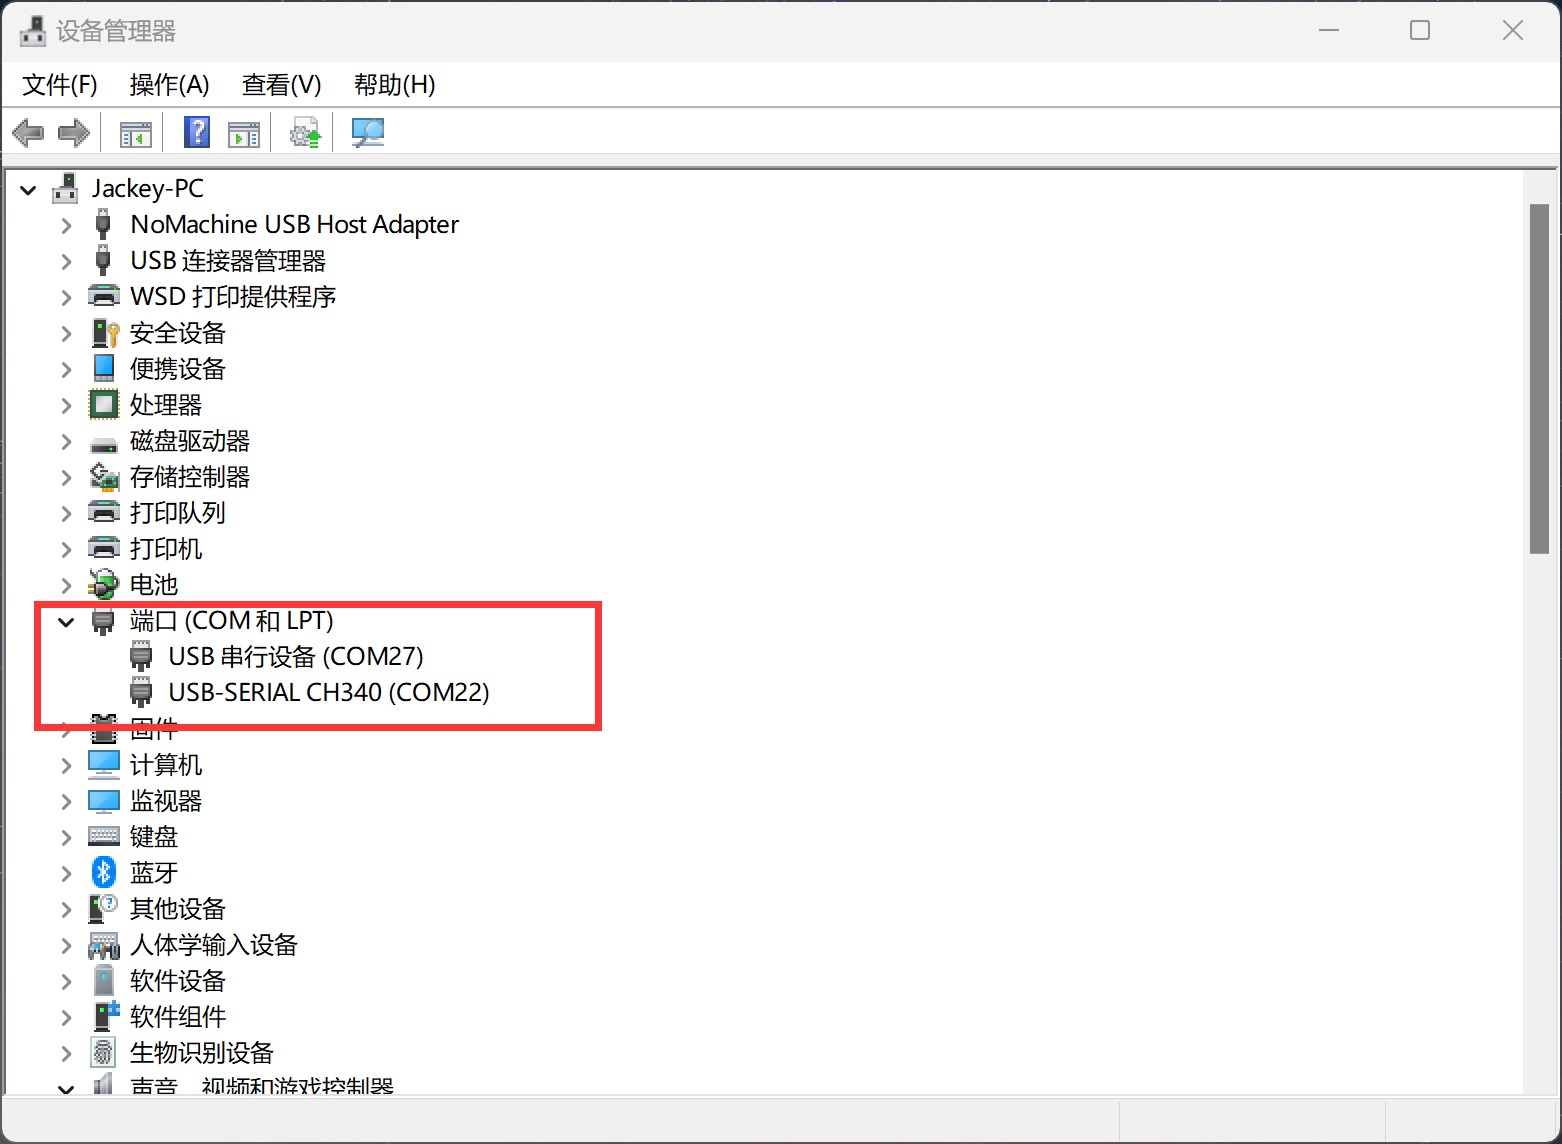 设备管理器
文件(F) 操作(A) 查看(V) 帮助(H)
Jackey-PC
NoMachine USB Host Adapter
USB 连接器管理器
WSD 打印提供程序
安全设备
便携设备
处理器
磁盘驱动器
存储控制器
打印队列
打印机
电池
端口 (COM 和 LPT)
USB 串行设备 (COM27)
USB-SERIAL CH340 (COM22)
固件
计算机
监视器
键盘
蓝牙
其他设备
人体学输入设备
软件设备
软件组件
生物识别设备
声音、视频和游戏控制器